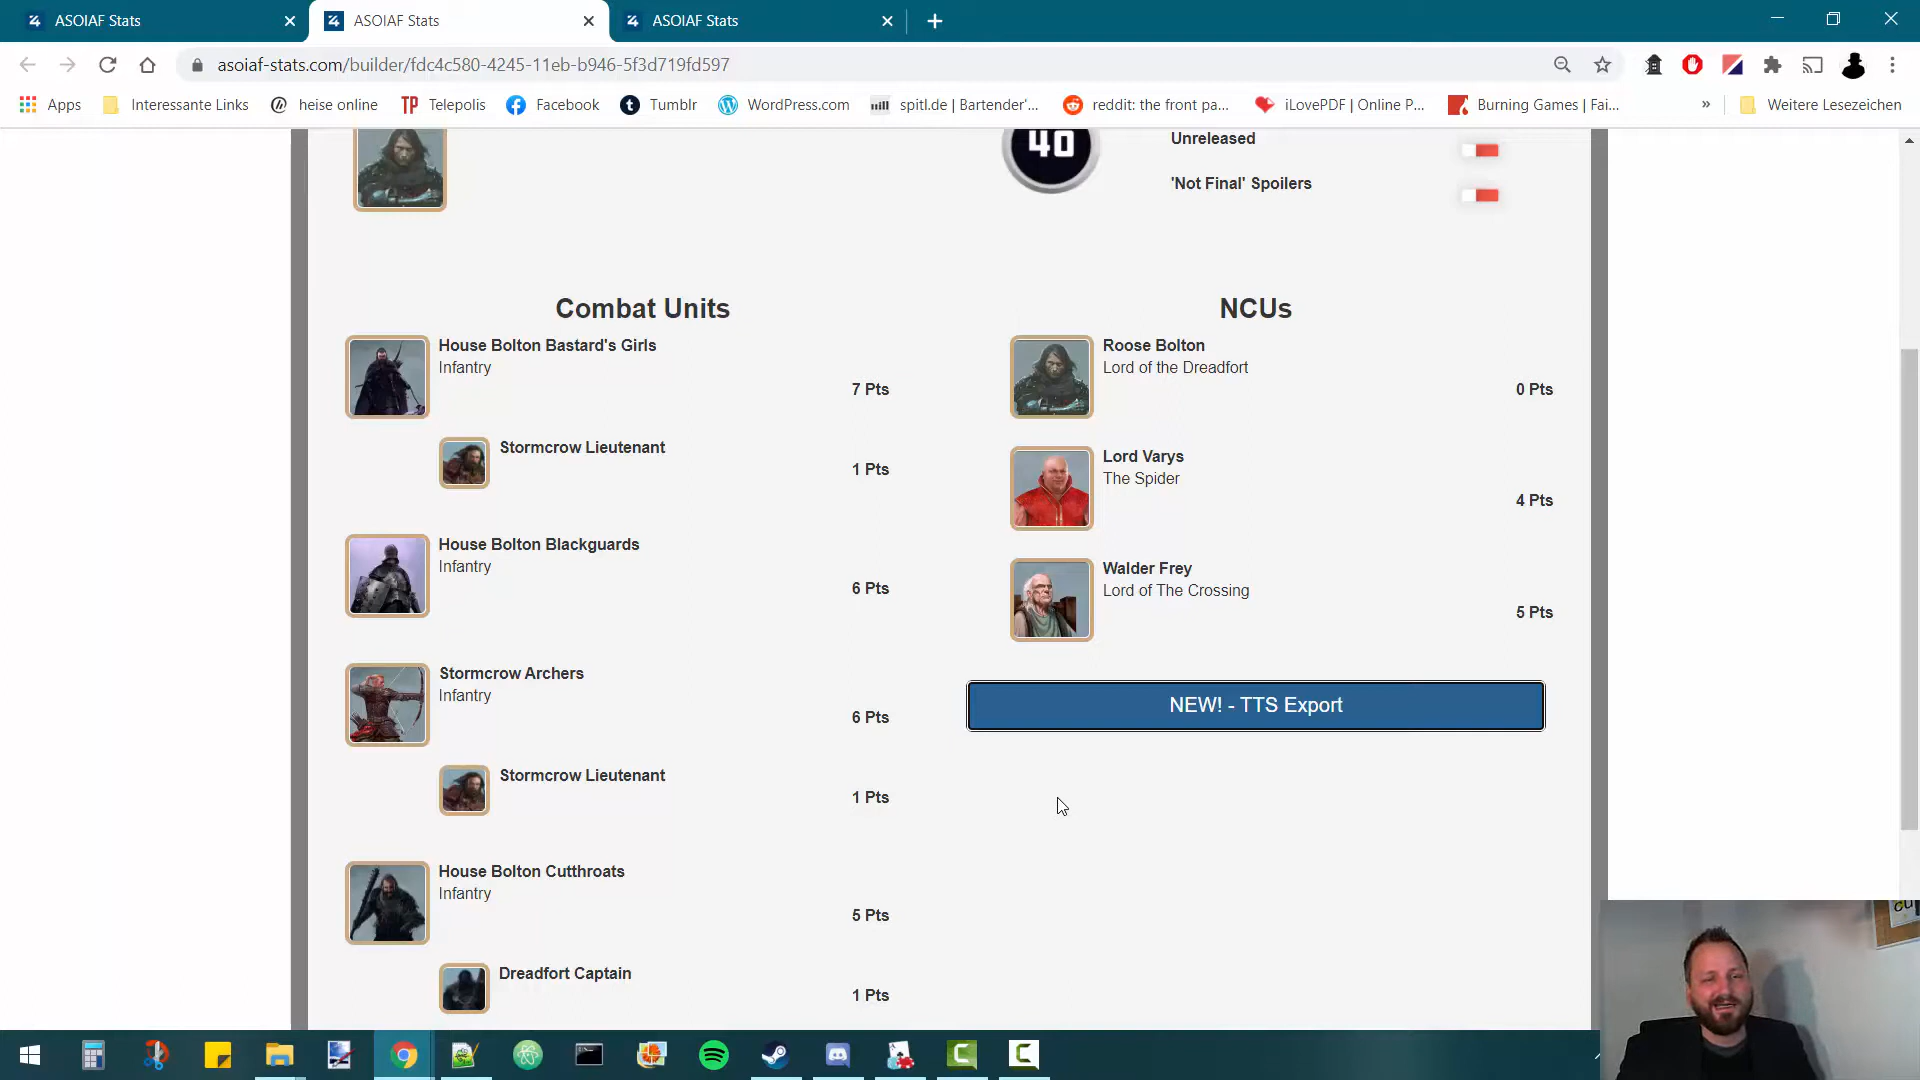 ASOIAF Stats
ASOIAF Stats
ASOIAF Stats
asoiaf-stats.com/builder/fdc4c580-4245-11eb-b946-5f3d719fd597
Apps
Interessante Links
heise online
TP Telepolis
Facebook
Tumblr
WordPress.com
spitl.de | Bartender'...
reddit: the front pa...
iLovePDF | Online P...
Burning Games | Fai...
»
Weitere Lesezeichen
40
Unreleased
'Not Final' Spoilers
Combat Units
House Bolton Bastard's Girls
Infantry
7 Pts
Stormcrow Lieutenant
1 Pts
House Bolton Blackguards
Infantry
6 Pts
Stormcrow Archers
Infantry
6 Pts
Stormcrow Lieutenant
1 Pts
House Bolton Cutthroats
Infantry
5 Pts
Dreadfort Captain
1 Pts
NCUs
Roose Bolton
Lord of the Dreadfort
0 Pts
Lord Varys
The Spider
4 Pts
Walder Frey
Lord of The Crossing
5 Pts
NEW! - TTS Export